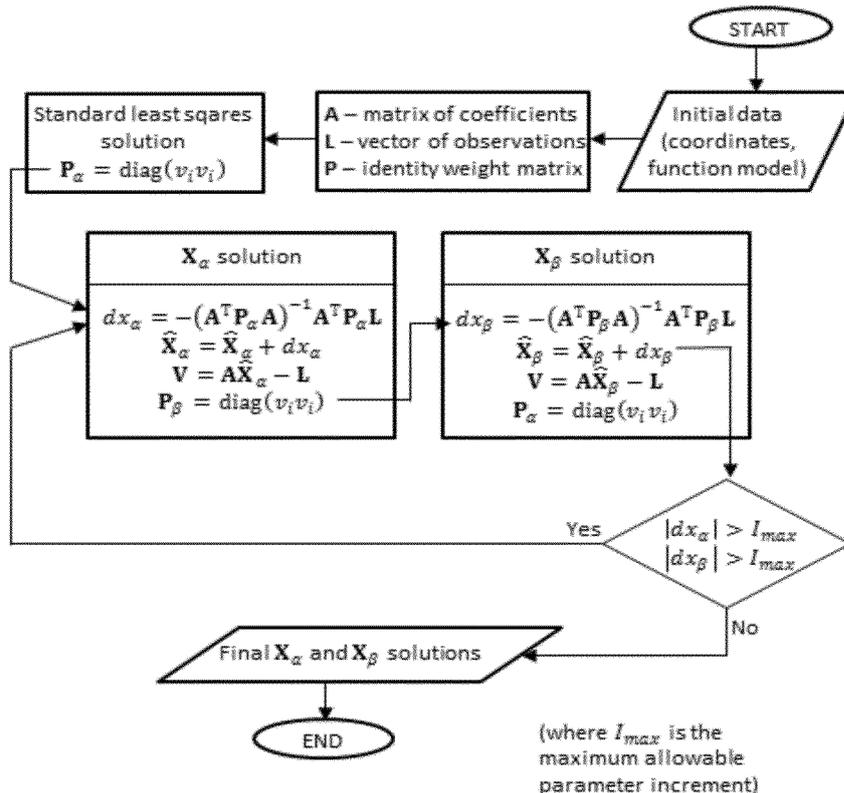 START
Initial data
(coordinates,
function model)
A – matrix of coefficients
L – vector of observations
P – identity weight matrix
Standard least sqares
solution
P_α = diag(v_i v_i)
X_α solution
dx_α = −(A^T P_α A)^−1 A^T P_α L
X̂_α = X̂_α + dx_α
V = AX̂_α − L
P_β = diag(v_i v_i)
X_β solution
dx_β = −(A^T P_β A)^−1 A^T P_β L
X̂_β = X̂_β + dx_β
V = AX̂_β − L
P_α = diag(v_i v_i)
|dx_α| > I_max
|dx_β| > I_max
Yes
No
Final X_α and X_β solutions
END
(where I_max is the
maximum allowable
parameter increment)